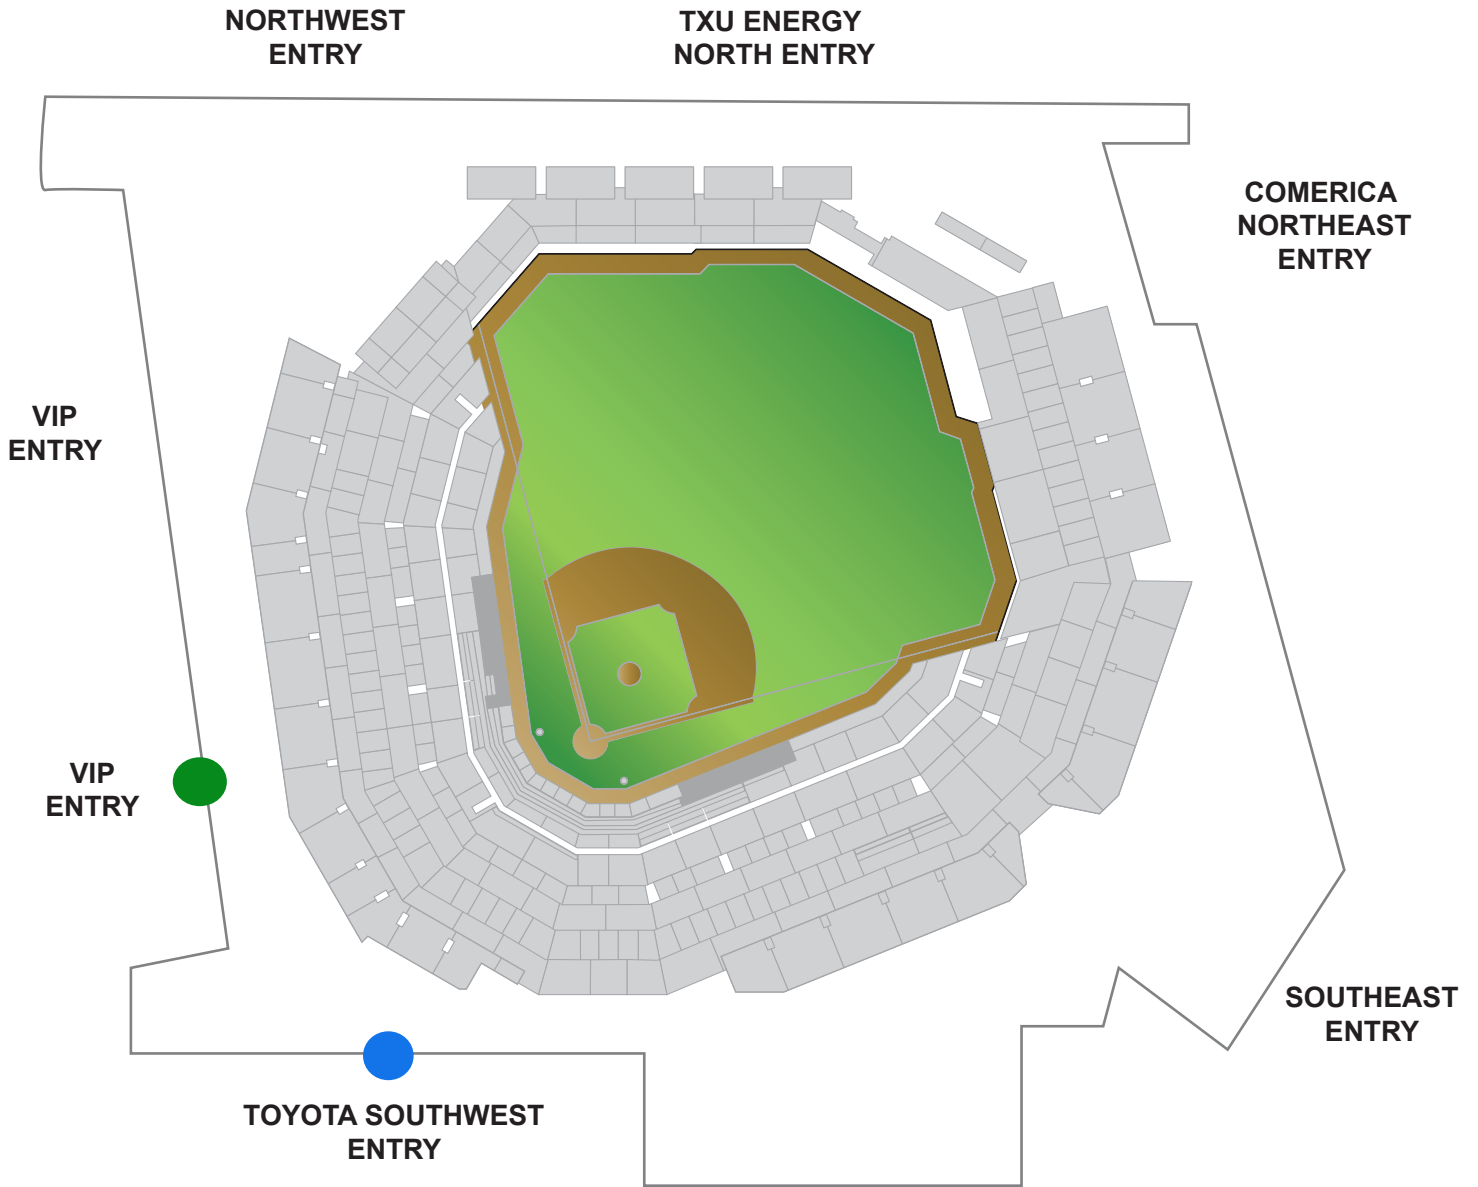 NORTHWEST
ENTRY
TXU ENERGY
NORTH ENTRY
COMERICA
NORTHEAST
ENTRY
VIP
ENTRY
VIP
ENTRY
SOUTHEAST
ENTRY
TOYOTA SOUTHWEST
ENTRY